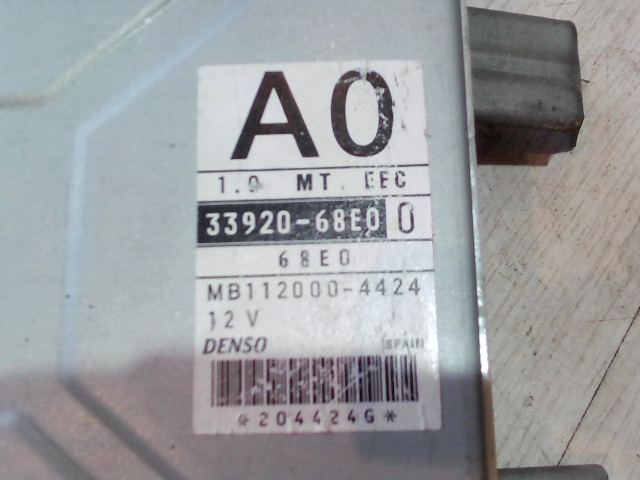 A0
1.0 MT. EEC
33920-68E0 0
68E0
MB112000-4424
12V
DENSO SPAIN
*204424G*